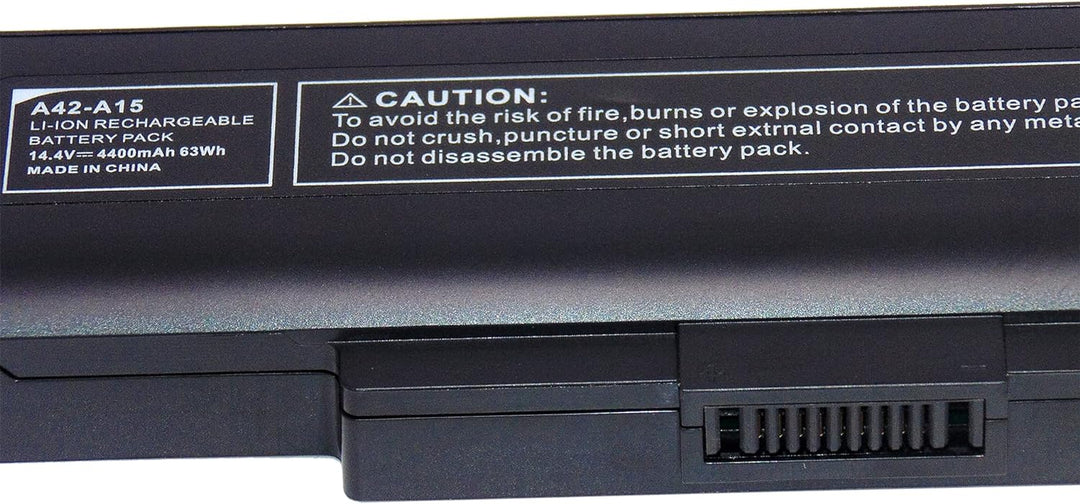 A42-A15
LI-ION RECHARGEABLE
BATTERY PACK
14.4V⎓ 4400mAh 63Wh
MADE IN CHINA
⚠ CAUTION:
To avoid the risk of fire,burns or explosion of the battery pa
Do not crush,puncture or short extrnal contact by any meta
Do not disassemble the battery pack.